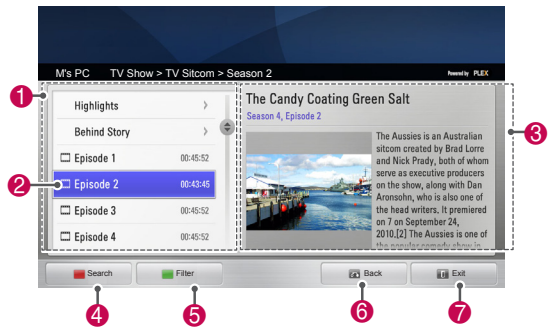 M's PC TV Show > TV Sitcom > Season 2
Powered by PLEX
1
Highlights >
Behind Story >
Episode 1 00:45:52
2
Episode 2 00:43:45
Episode 3 00:45:52
Episode 4 00:45:52
The Candy Coating Green Salt
Season 4, Episode 2
3
The Aussies is an Australian
sitcom created by Brad Lorre
and Nick Prady, both of whom
serve as executive producers
on the show, along with Dan
Aronsohn, who is also one of
the head writers. It premiered
on 7 on September 24,
2010,[2] The Aussies is one of
the popular comedy show in
Search
Filter
Back
Exit
4
5
6
7